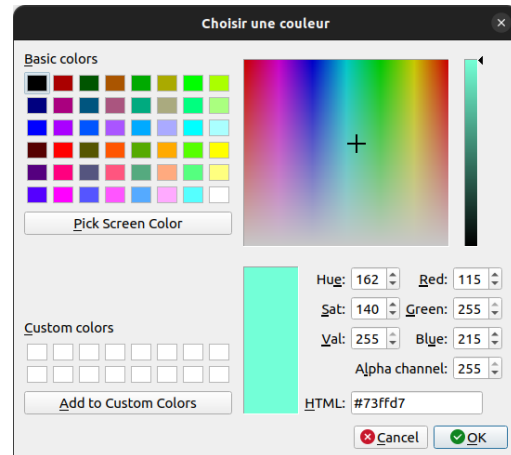 Choisir une couleur
Basic colors
Pick Screen Color
Hue: 162 Red: 115
Sat: 140 Green: 255
Custom colors
Val: 255 Blue: 215
Alpha channel: 255
Add to Custom Colors
HTML: #73ffd7
Cancel OK